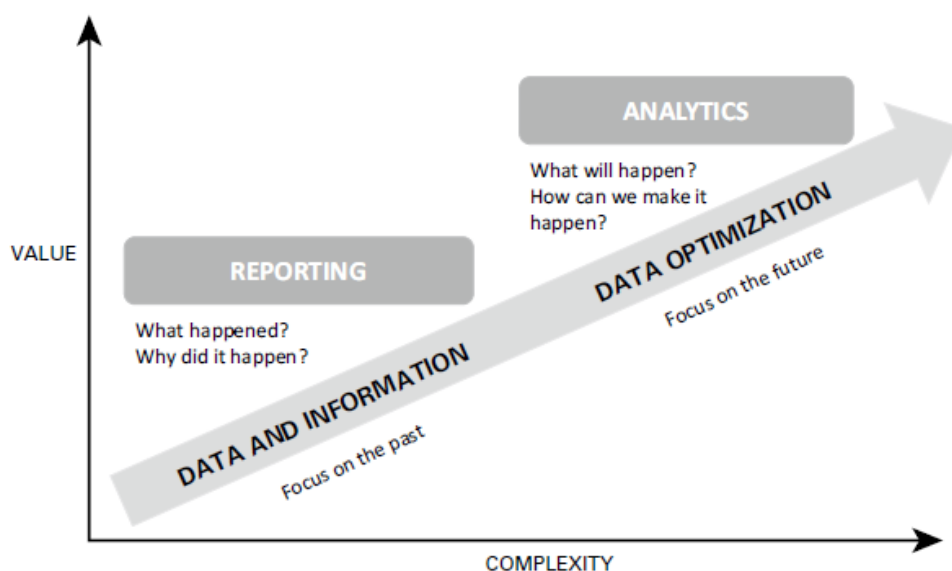 ANALYTICS
What will happen?
How can we make it
happen?
VALUE
REPORTING
What happened?
Why did it happen?
DATA AND INFORMATION
Focus on the past
DATA OPTIMIZATION
Focus on the future
COMPLEXITY